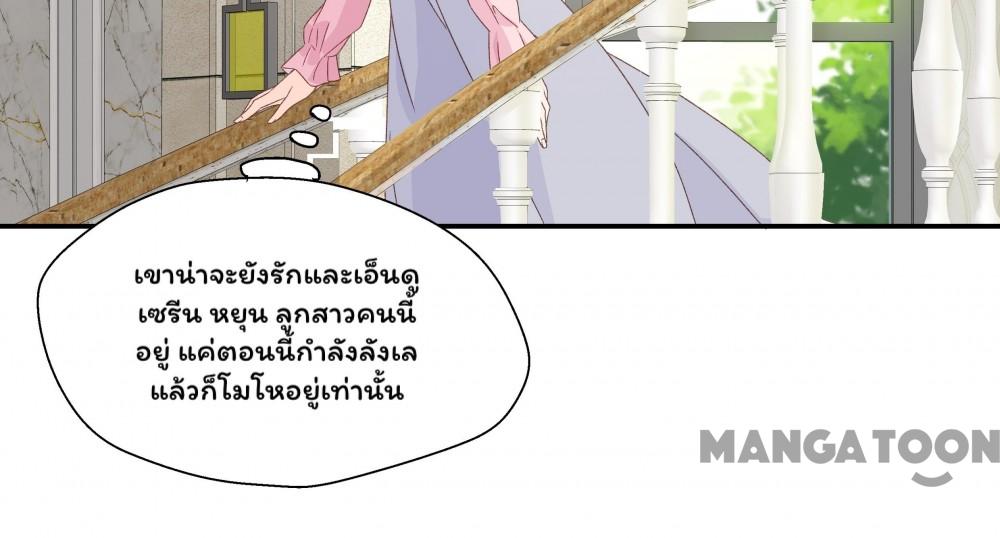 เขาน่าจะยังรักและเอ็นดู
เซรีน หยุน ลูกสาวคนนี้
อยู่ แค่ตอนนี้กำลังลังเล
แล้วก็โมโหอยู่เท่านั้น
MANGA TOON